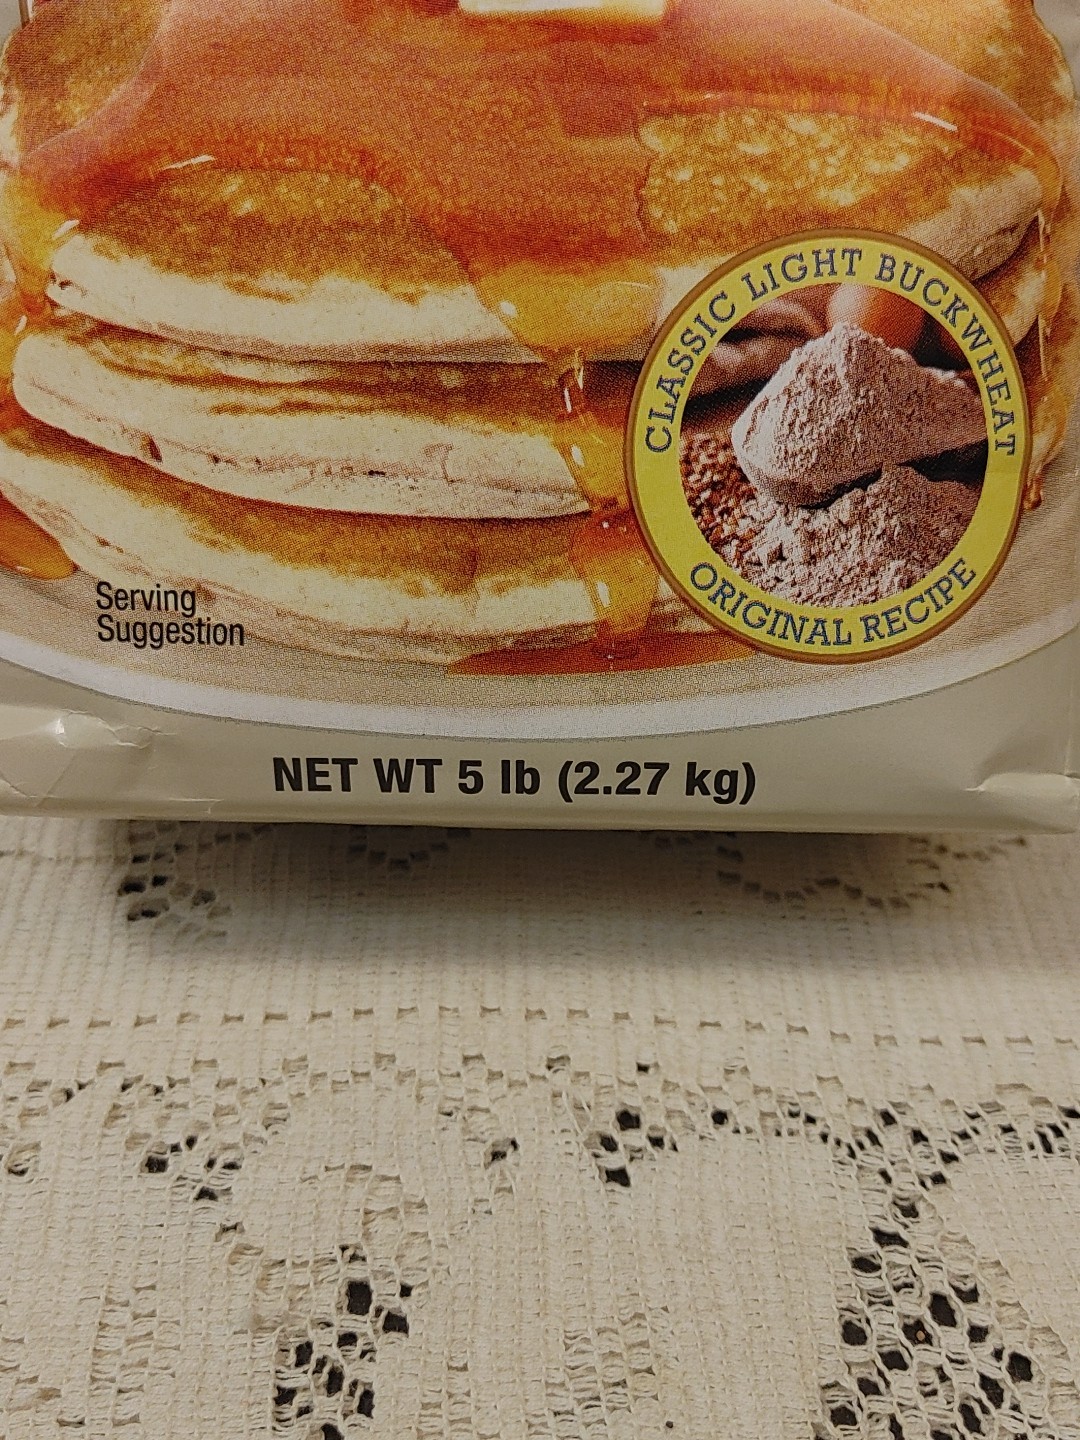 CLASSIC LIGHT BUCKWHEAT
ORIGINAL RECIPE
Serving
Suggestion
NET WT 5 lb (2.27 kg)